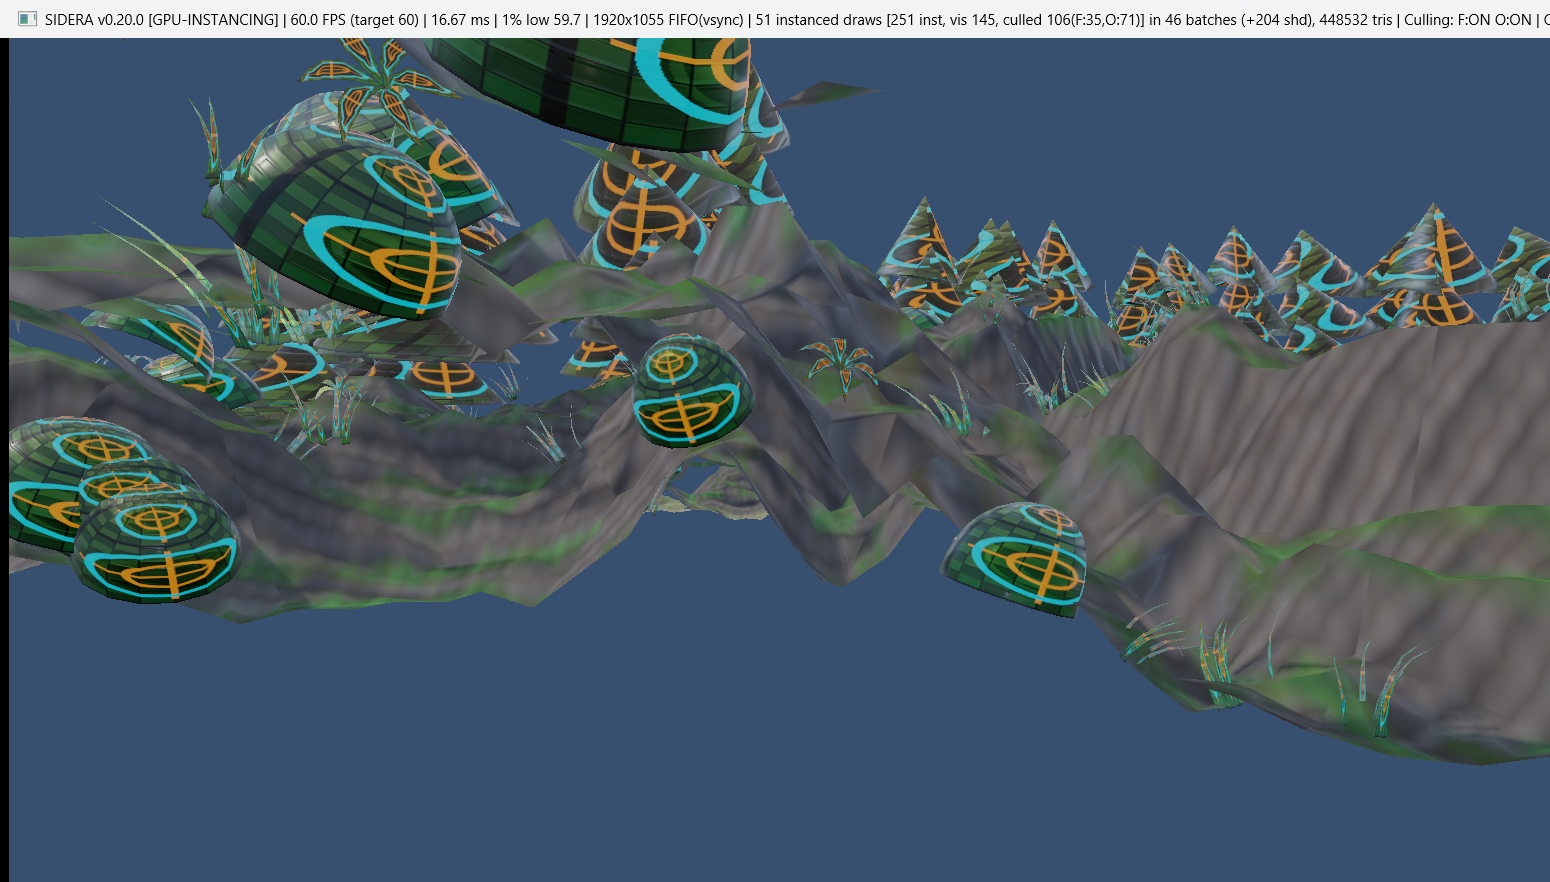 SIDERA v0.20.0 [GPU-INSTANCING] | 60.0 FPS (target 60) | 16.67 ms | 1% low 59.7 | 1920x1055 FIFO(vsync) | 51 instanced draws [251 inst, vis 145, culled 106(F:35,O:71)] in 46 batches (+204 shd), 448532 tris | Culling: F:ON O:ON |